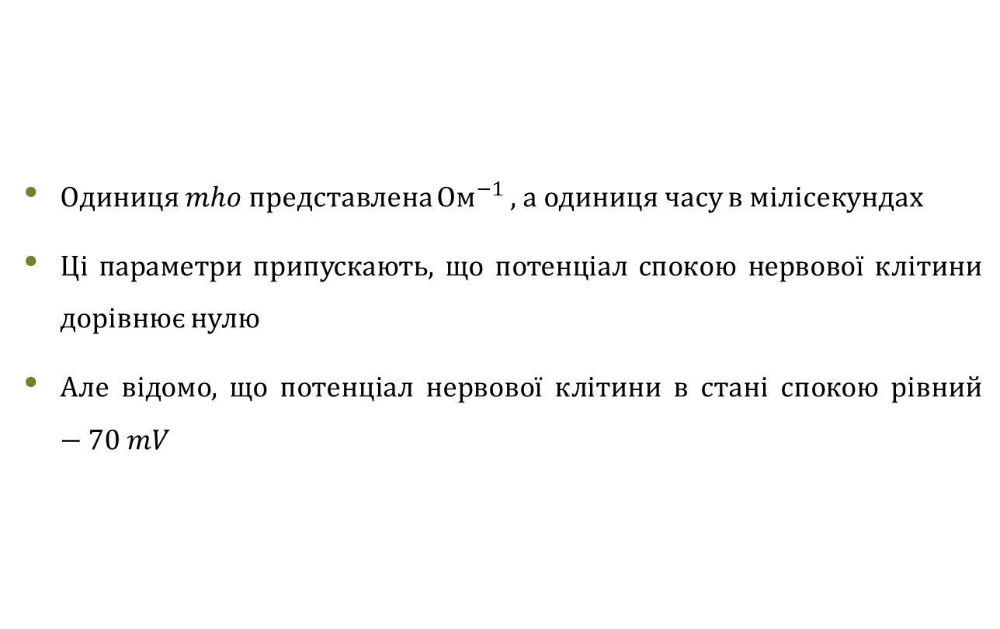 • Одиниця mho представлена Ом⁻¹ , а одиниця часу в мілісекундах
• Ці параметри припускають, що потенціал спокою нервової клітини
дорівнює нулю
• Але відомо, що потенціал нервової клітини в стані спокою рівний
− 70 mV